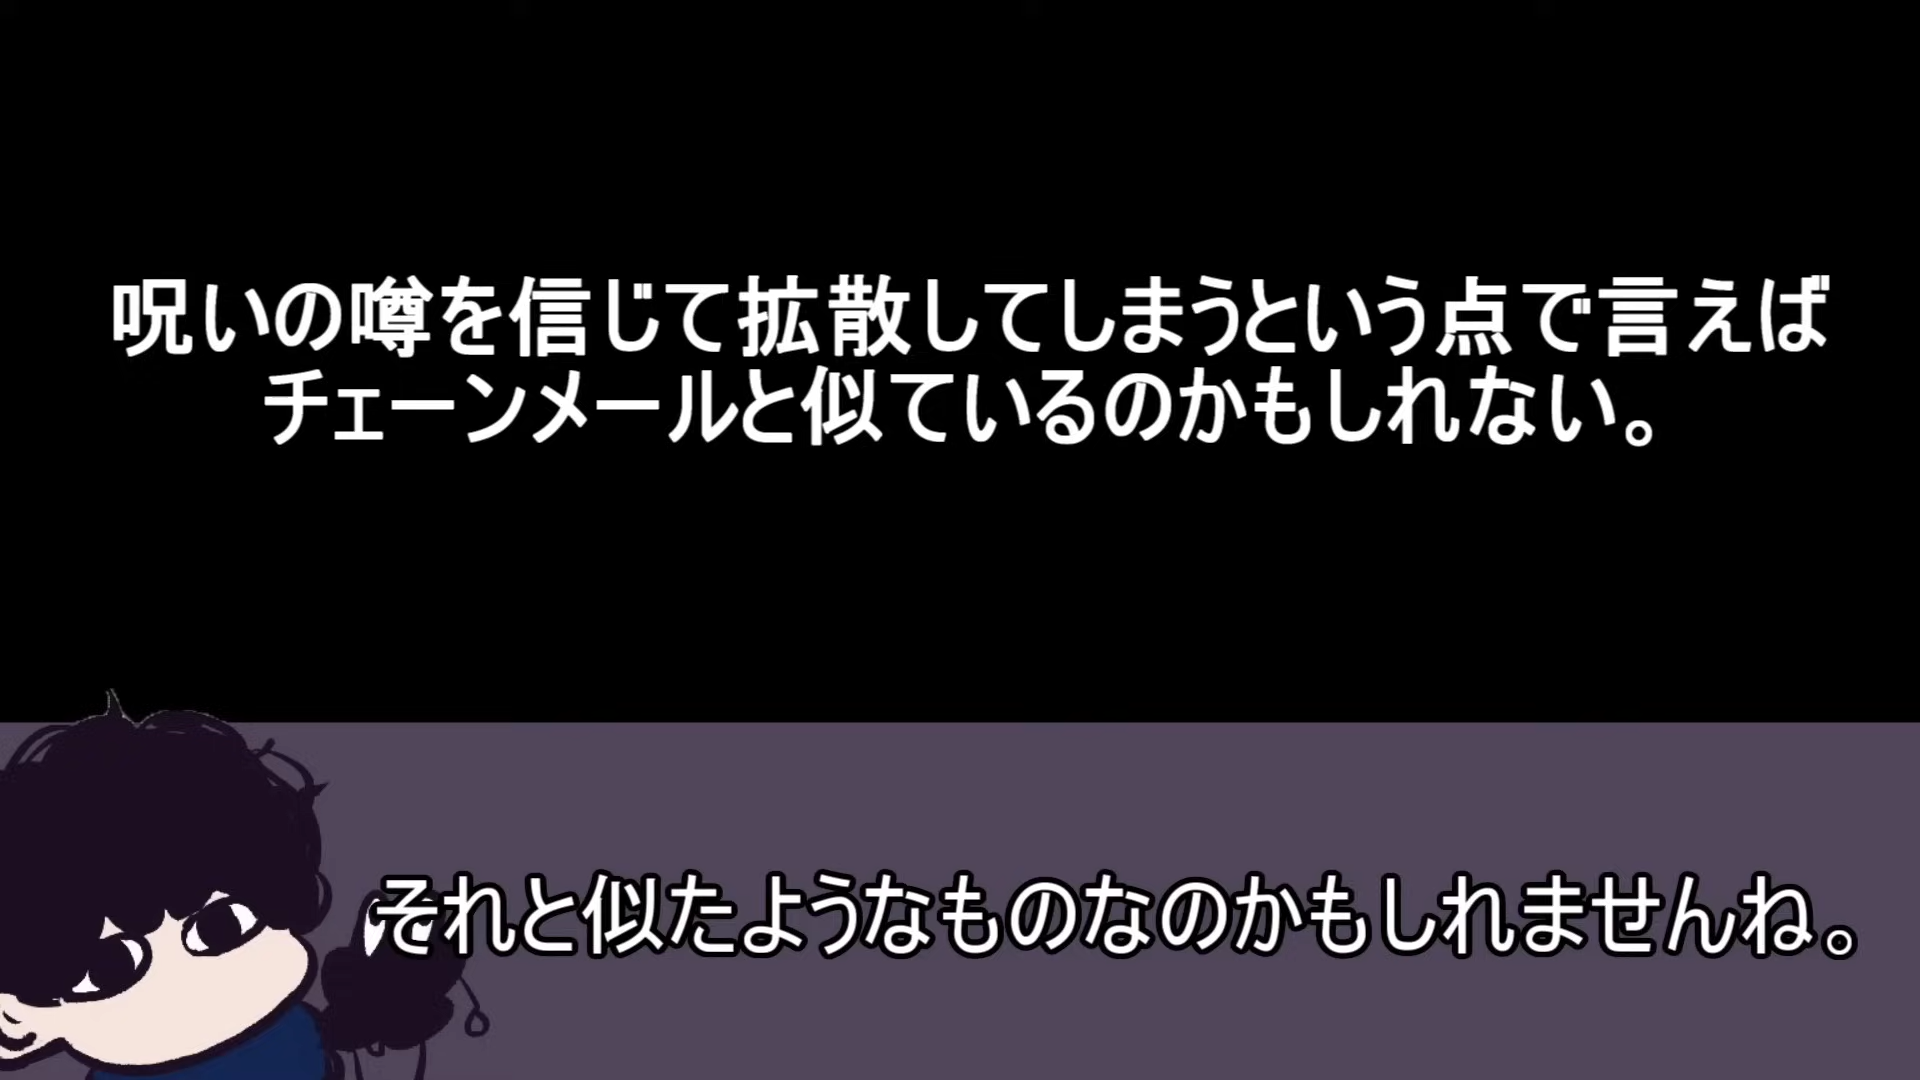 呪いの噂を信じて拡散してしまうという点で言えば
チェーンメールと似ているのかもしれない。
それと似たようなものなのかもしれませんね。